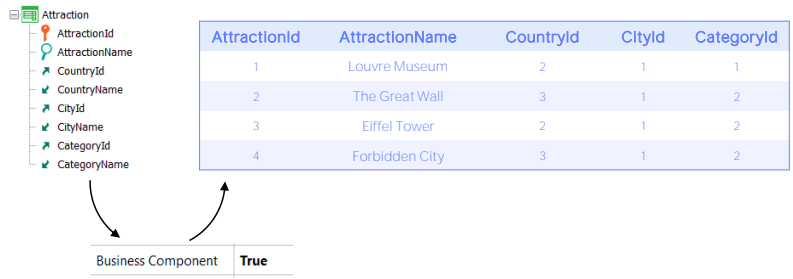 Attraction
AttractionId
AttractionName
CountryId
CountryName
CityId
CityName
CategoryId
CategoryName
AttractionId AttractionName CountryId CityId CategoryId
1 Louvre Museum 2 1 1
2 The Great Wall 3 1 2
3 Eiffel Tower 2 1 2
4 Forbidden City 3 1 2
Business Component True